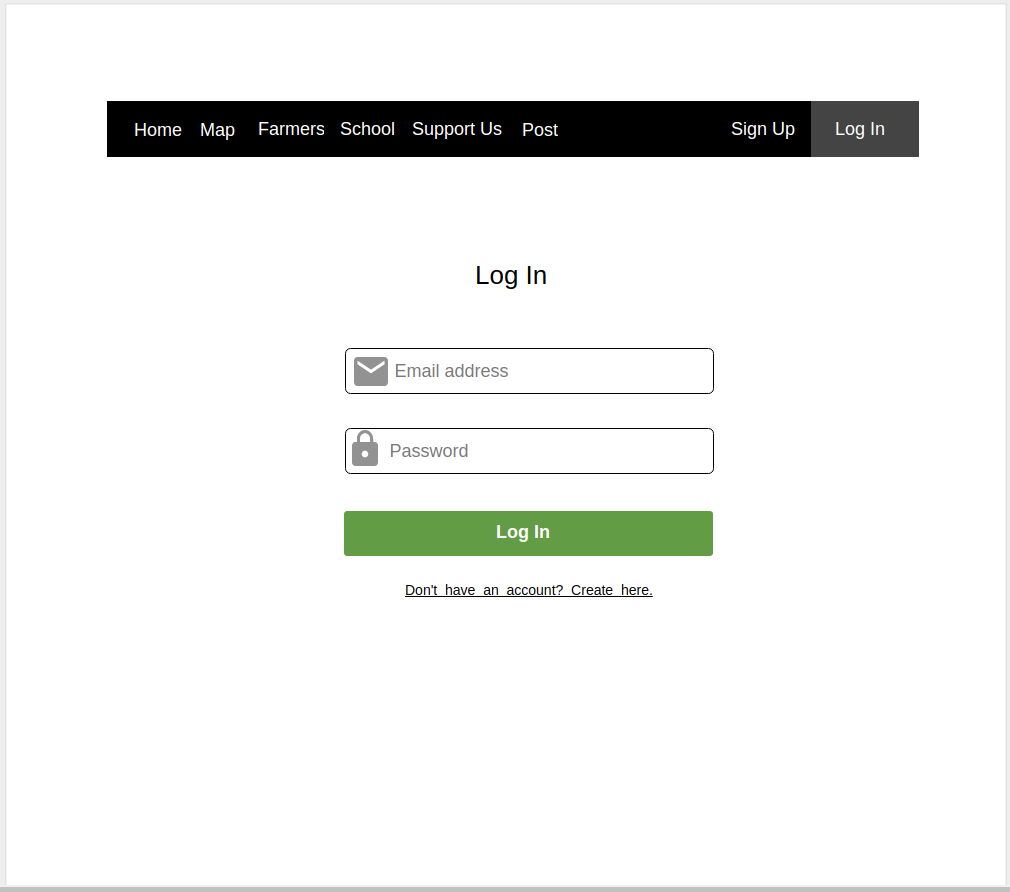 Home Map Farmers School Support Us Post Sign Up Log In
Log In
Email address
Password
Log In
Don't have an account? Create here.